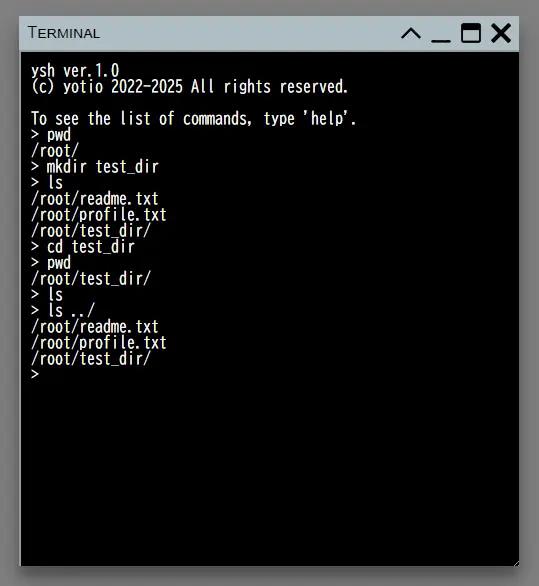 Terminal
ysh ver.1.0
(c) yotio 2022-2025 All rights reserved.
To see the list of commands, type 'help'.
> pwd
/root/
> mkdir test_dir
> ls
/root/readme.txt
/root/profile.txt
/root/test_dir/
> cd test_dir
> pwd
/root/test_dir/
> ls
> ls ../
/root/readme.txt
/root/profile.txt
/root/test_dir/
>